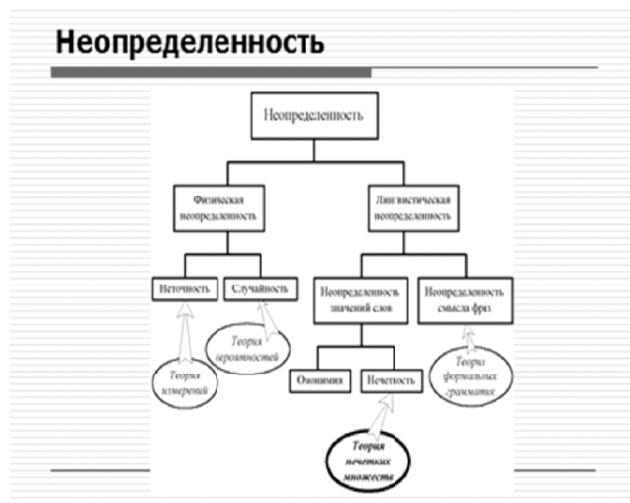 Неопределенность
Неопределенность
Физическая
неопределенность
Лингвистическая
неопределенность
Неточность
Случайность
Неопределенность
значений слов
Неопределенность
смысла фраз
Теория
вероятностей
Теория
измерений
Омонимия
Нечеткость
Теория
формальных
грамматик
Теория
нечетких
множеств